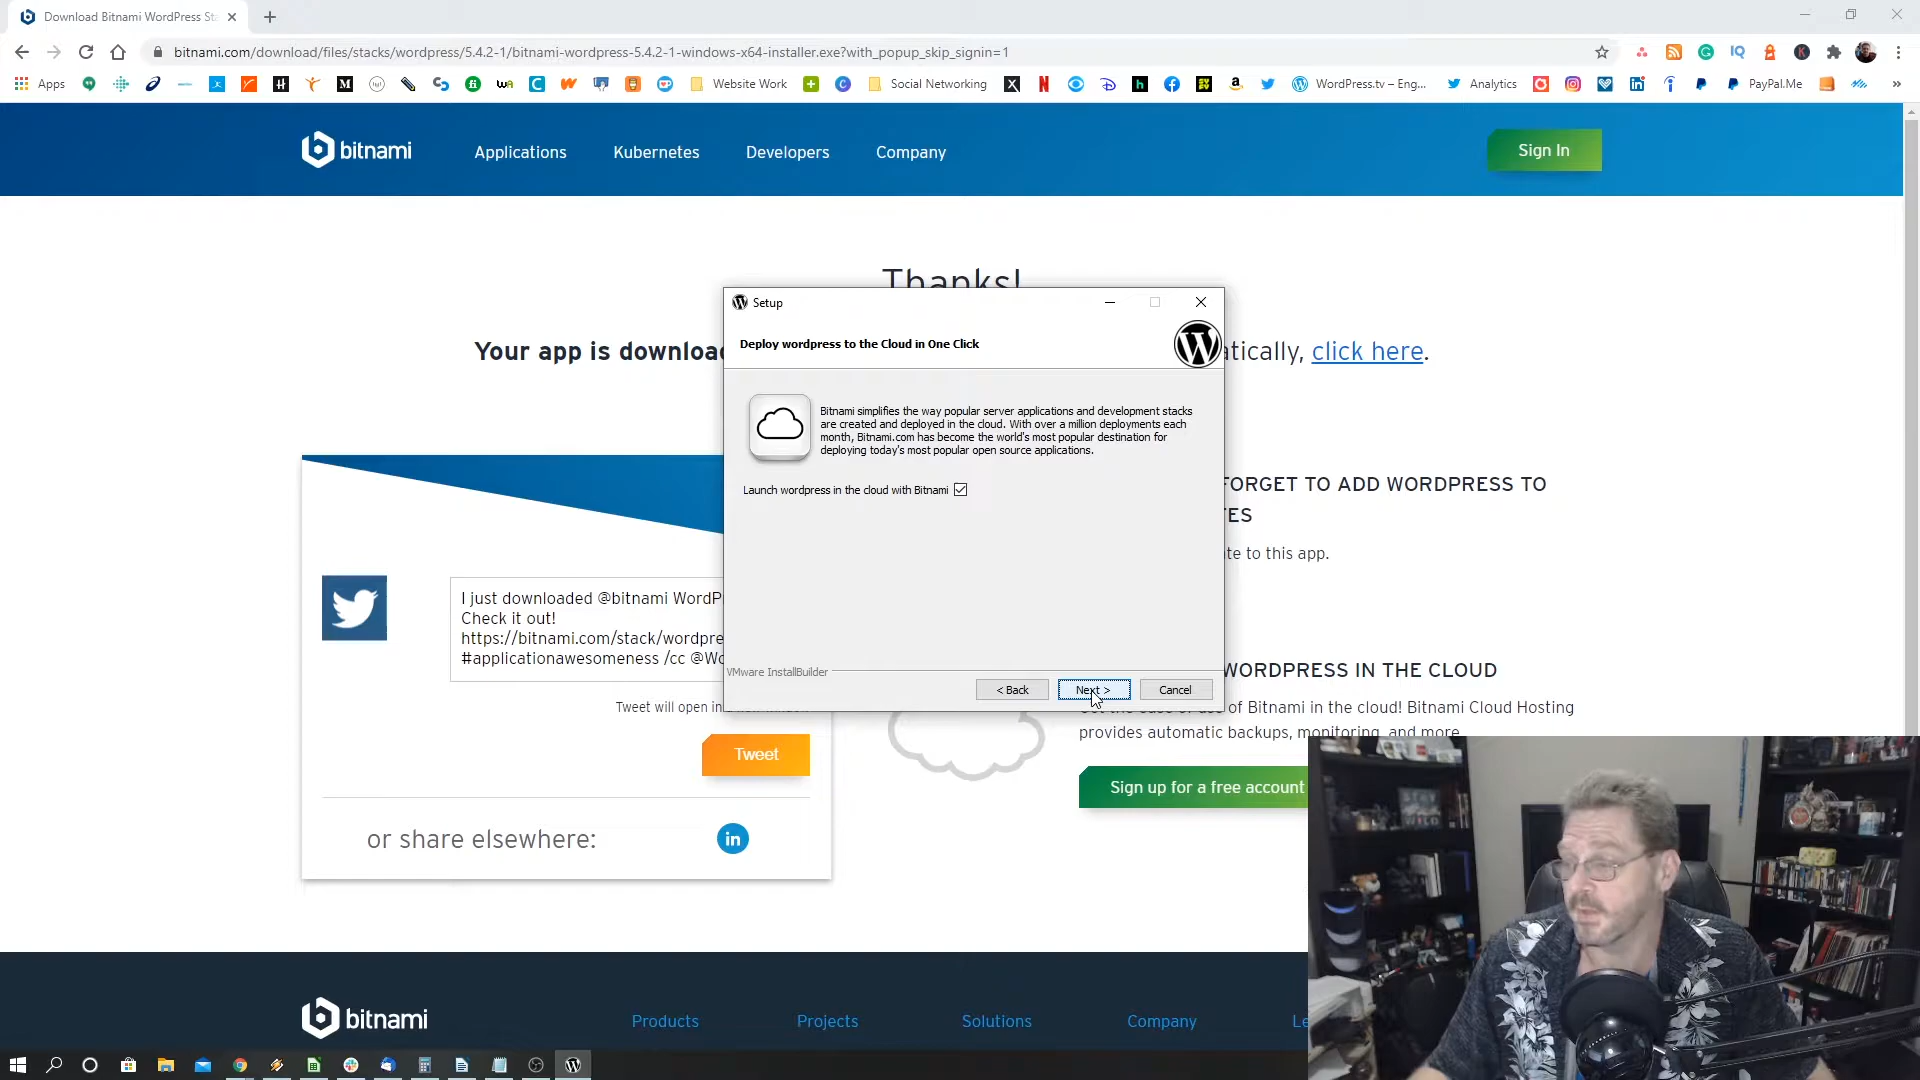 Download Bitnami WordPress St
bitnami.com/download/files/stacks/wordpress/5.4.2-1/bitnami-wordpress-5.4.2-1-windows-x64-installer.exe?with_popup_skip_signin=1
Apps
Website Work
Social Networking
WordPress.tv – Eng...
Analytics
PayPal.Me
bitnami
Applications
Kubernetes
Developers
Company
Sign In
Thanks!
Your app is downloa
atically, click here.
Setup
Deploy wordpress to the Cloud in One Click
Bitnami simplifies the way popular server applications and development stacks
are created and deployed in the cloud. With over a million deployments each
month, Bitnami.com has become the world's most popular destination for
deploying today's most popular open source applications.
Launch wordpress in the cloud with Bitnami
VMware InstallBuilder
< Back
Next >
Cancel
FORGET TO ADD WORDPRESS TO
TES
te to this app.
I just downloaded @bitnami WordP
Check it out!
https://bitnami.com/stack/wordpre
#applicationawesomeness /cc @Wo
Tweet will open in
Tweet
or share elsewhere:
in
WORDPRESS IN THE CLOUD
of Bitnami in the cloud! Bitnami Cloud Hosting
provides automatic backups, monitoring, and more
Sign up for a free account
bitnami
Products
Projects
Solutions
Company
Le